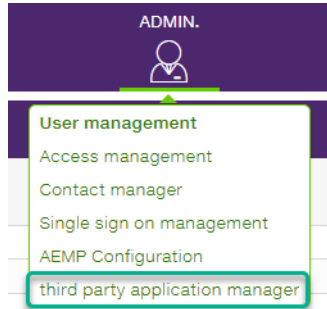 ADMIN.
User management
Access management
Contact manager
Single sign on management
AEMP Configuration
third party application manager